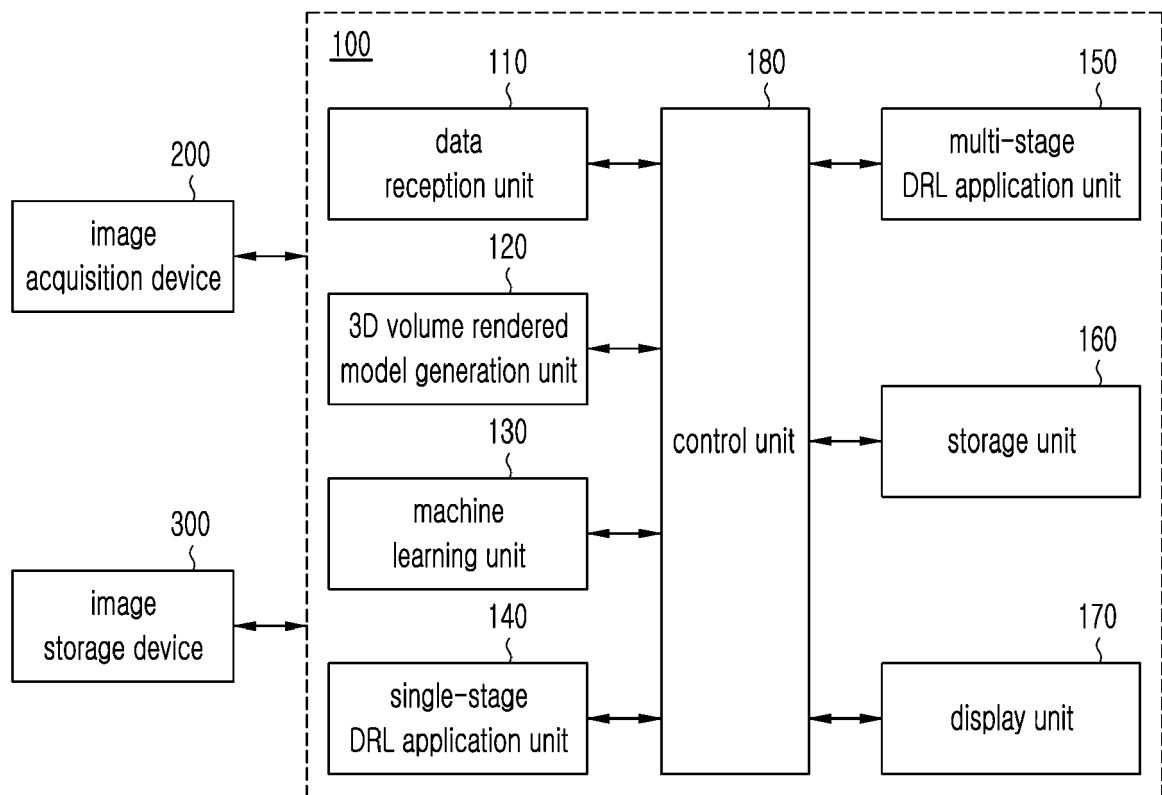 100
200
image
acquisition device
300
image
storage device
110
data
reception unit
120
3D volume rendered
model generation unit
130
machine
learning unit
140
single-stage
DRL application unit
180
control unit
150
multi-stage
DRL application unit
160
storage unit
170
display unit